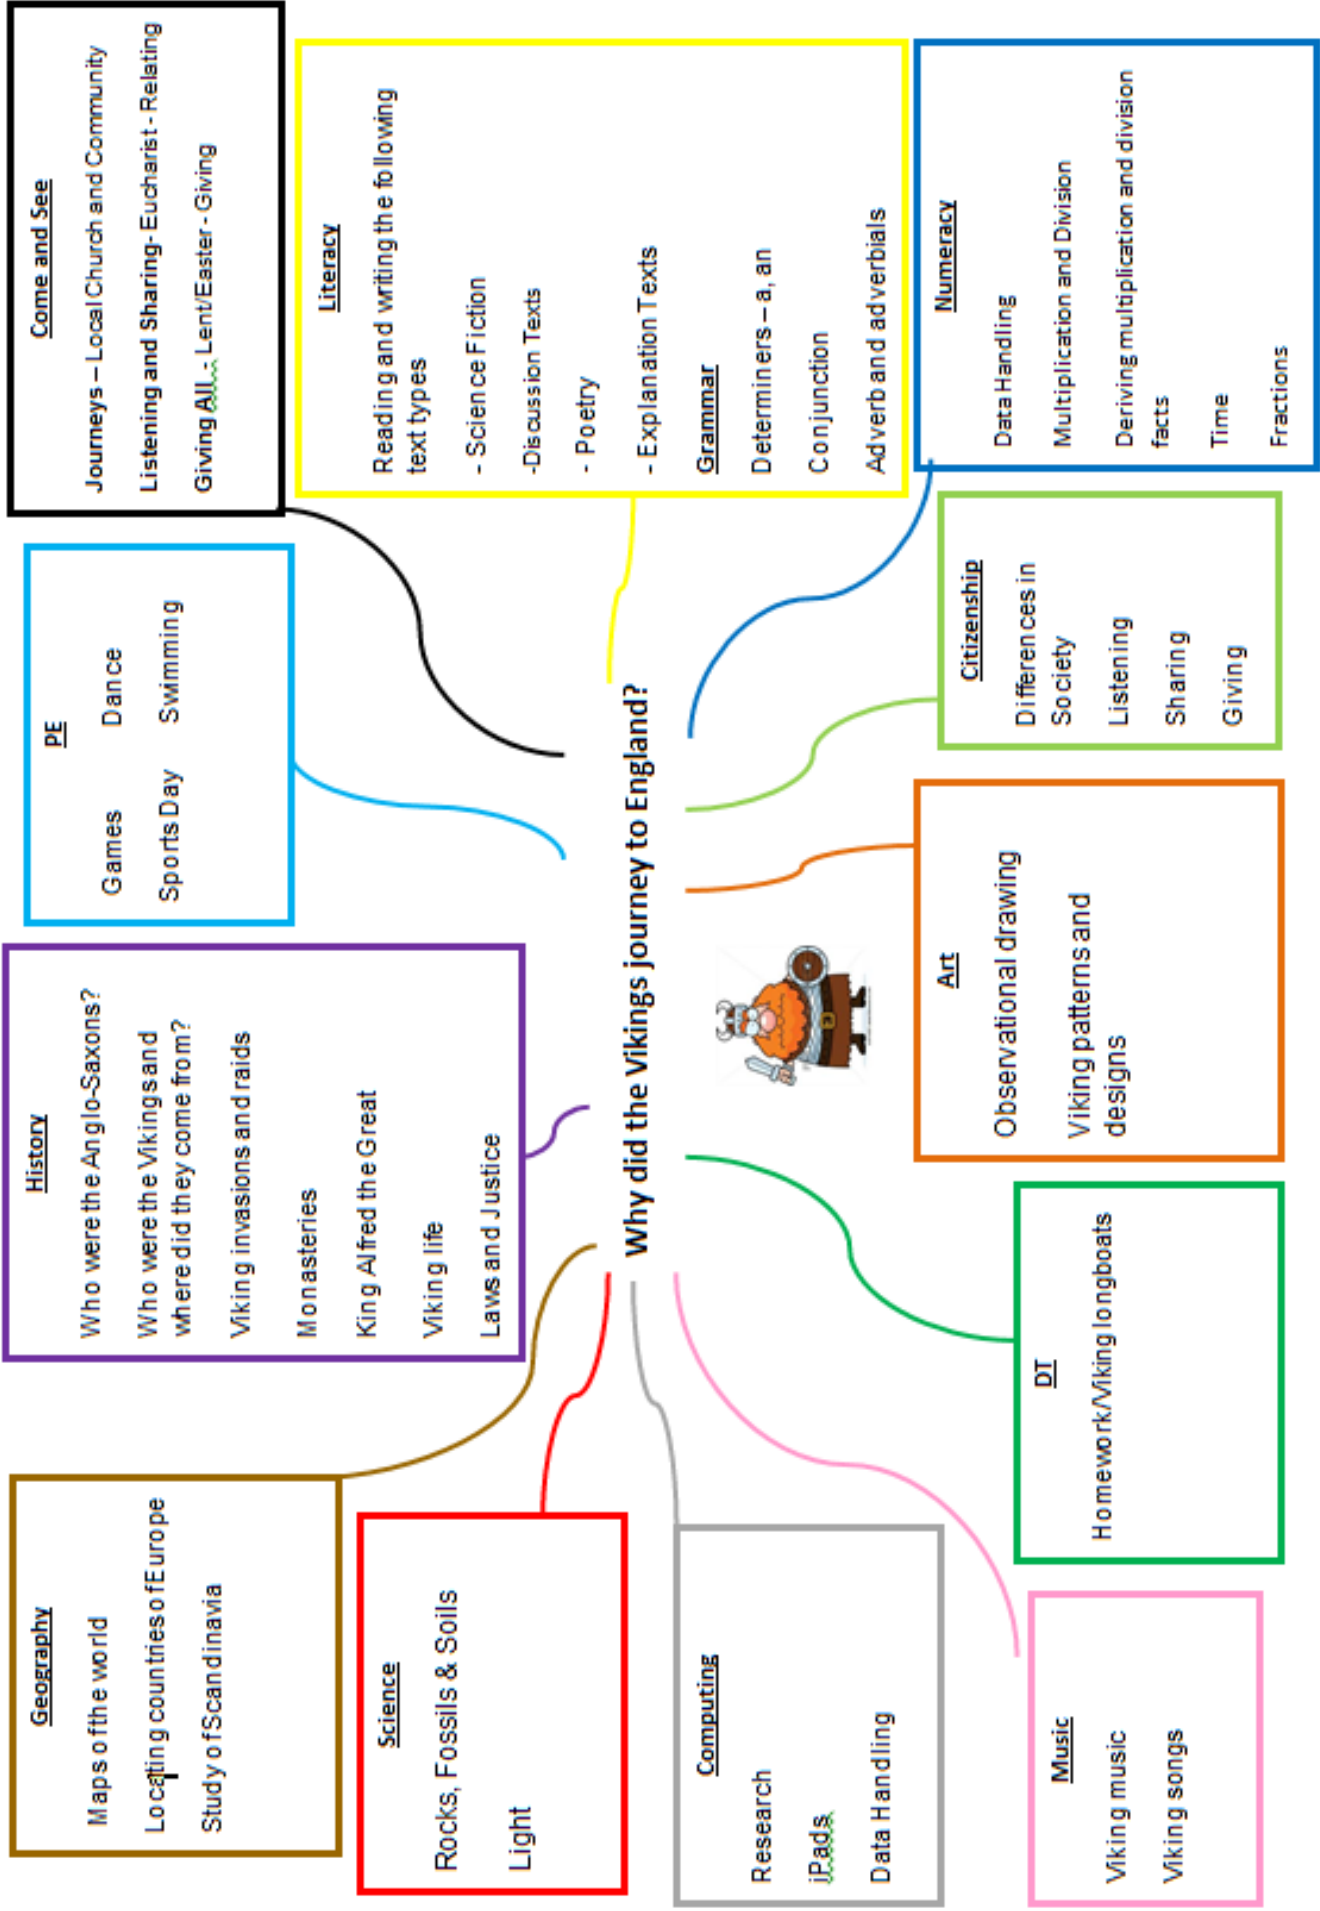 Geography
Maps of the world
Locating countries of Europe
Study of Scandinavia
History
Who were the Anglo-Saxons?
Who were the Vikings and
where did they come from?
Viking invasions and raids
Monasteries
King Alfred the Great
Viking life
Laws and Justice
PE
Games Dance
Sports Day Swimming
Come and See
Journeys – Local Church and Community
Listening and Sharing- Eucharist - Relating
Giving All - Lent/Easter - Giving
Science
Rocks, Fossils & Soils
Light
Literacy
Reading and writing the following
text types
- Science Fiction
-Discussion Texts
- Poetry
- Explanation Texts
Grammar
Determiners – a, an
Conjunction
Adverb and adverbials
Why did the Vikings journey to England?
Computing
Research
iPads
Data Handling
Numeracy
Data Handling
Multiplication and Division
Deriving multiplication and division
facts
Time
Fractions
Music
Viking music
Viking songs
DT
Homework/Viking longboats
Art
Observational drawing
Viking patterns and
designs
Citizenship
Differences in
Society
Listening
Sharing
Giving